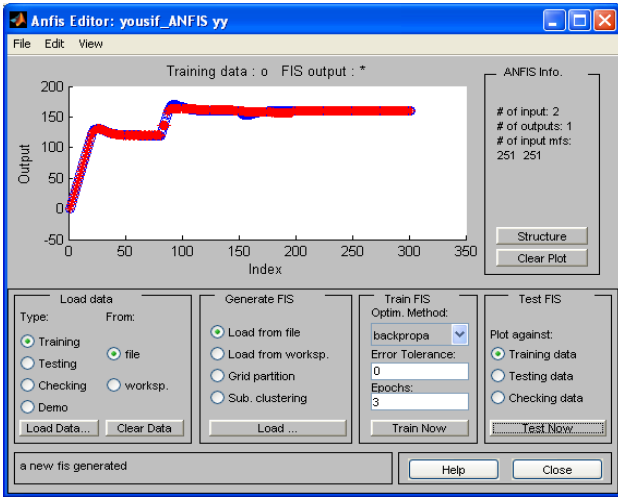 Anfis Editor: yousif_ANFIS yy
File Edit View
Training data : o FIS output : *
200
150
100
50
0
-50
Output
0 50 100 150 200 250 300 350
Index
ANFIS Info.
# of input: 2
# of outputs: 1
# of input mfs:
251 251
Structure
Clear Plot
Load data
Type: From:
Training
Testing
Checking
Demo
file
worksp.
Load Data... Clear Data
Generate FIS
Load from file
Load from worksp.
Grid partition
Sub. clustering
Load ...
Train FIS
Optim. Method:
backpropa
Error Tolerance:
0
Epochs:
3
Train Now
Test FIS
Plot against:
Training data
Testing data
Checking data
Test Now
a new fis generated
Help Close